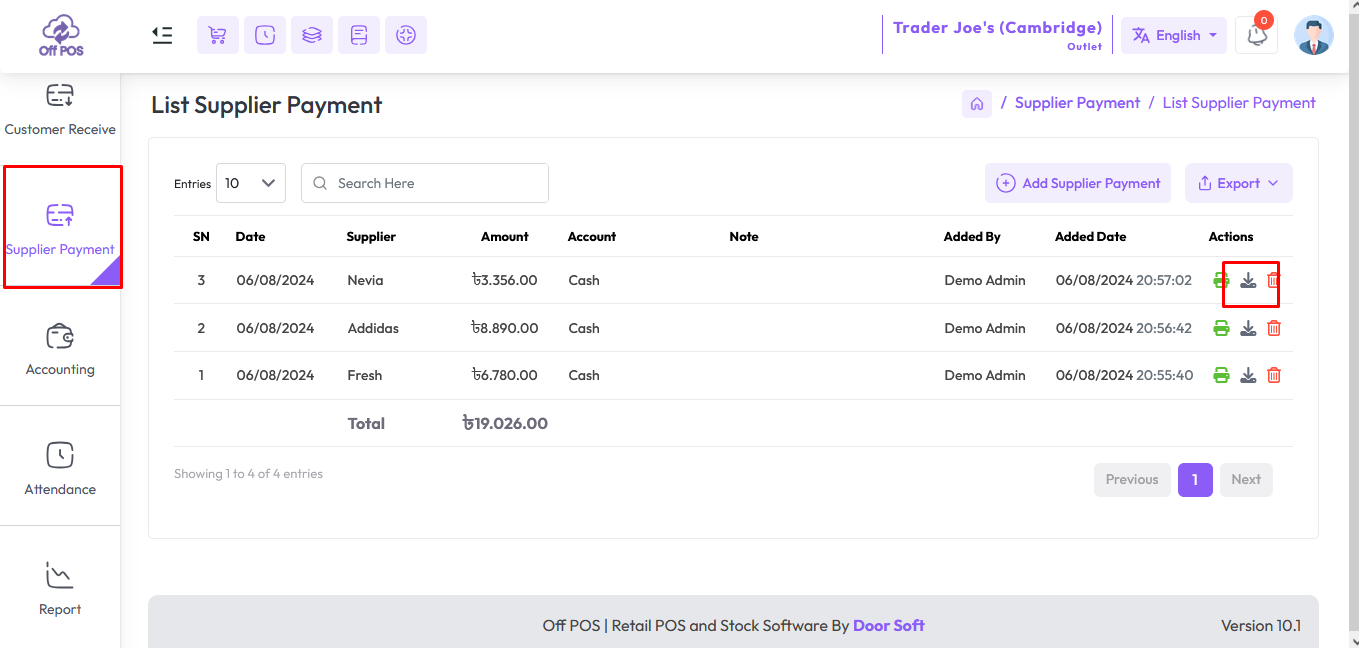 Off POS
Trader Joe's (Cambridge)
Outlet
English
0
Customer Receive
Supplier Payment
Accounting
Attendance
Report
List Supplier Payment
/ Supplier Payment / List Supplier Payment
Entries 10 Search Here Add Supplier Payment Export
SN Date Supplier Amount Account Note Added By Added Date Actions
3 06/08/2024 Nevia ৳3.356.00 Cash Demo Admin 06/08/2024 20:57:02
2 06/08/2024 Addidas ৳8.890.00 Cash Demo Admin 06/08/2024 20:56:42
1 06/08/2024 Fresh ৳6.780.00 Cash Demo Admin 06/08/2024 20:55:40
Total ৳19.026.00
Showing 1 to 4 of 4 entries
Previous 1 Next
Off POS | Retail POS and Stock Software By Door Soft
Version 10.1